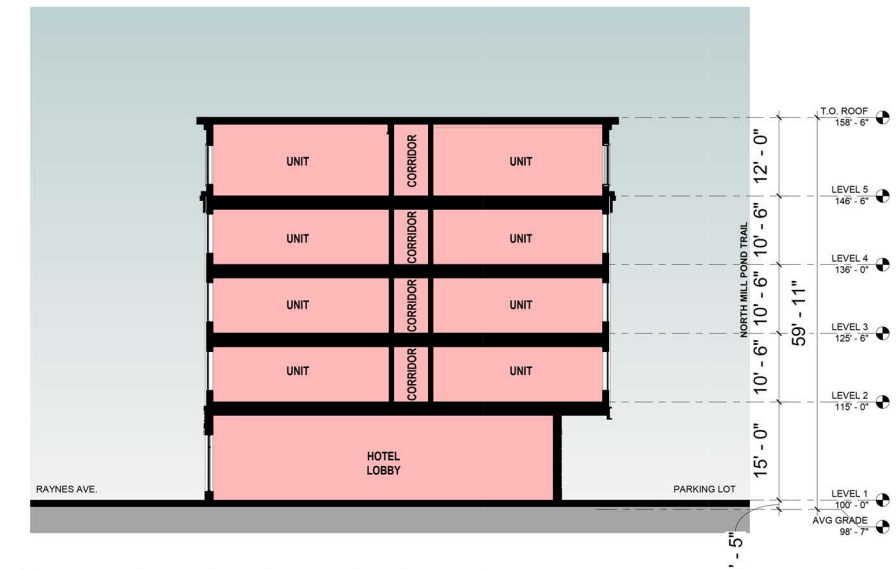 T.O. ROOF
158' - 6"
UNIT
CORRIDOR
UNIT
12' - 0"
LEVEL 5
146' - 6"
UNIT
CORRIDOR
UNIT
NORTH MILL POND TRAIL
10' - 6"
LEVEL 4
136' - 0"
UNIT
CORRIDOR
UNIT
10' - 6"
59' - 11"
LEVEL 3
125' - 6"
UNIT
CORRIDOR
UNIT
10' - 6"
LEVEL 2
115' - 0"
HOTEL
LOBBY
15' - 0"
RAYNES AVE.
PARKING LOT
LEVEL 1
100' - 0"
AVG GRADE
98' - 7"
' - 5"